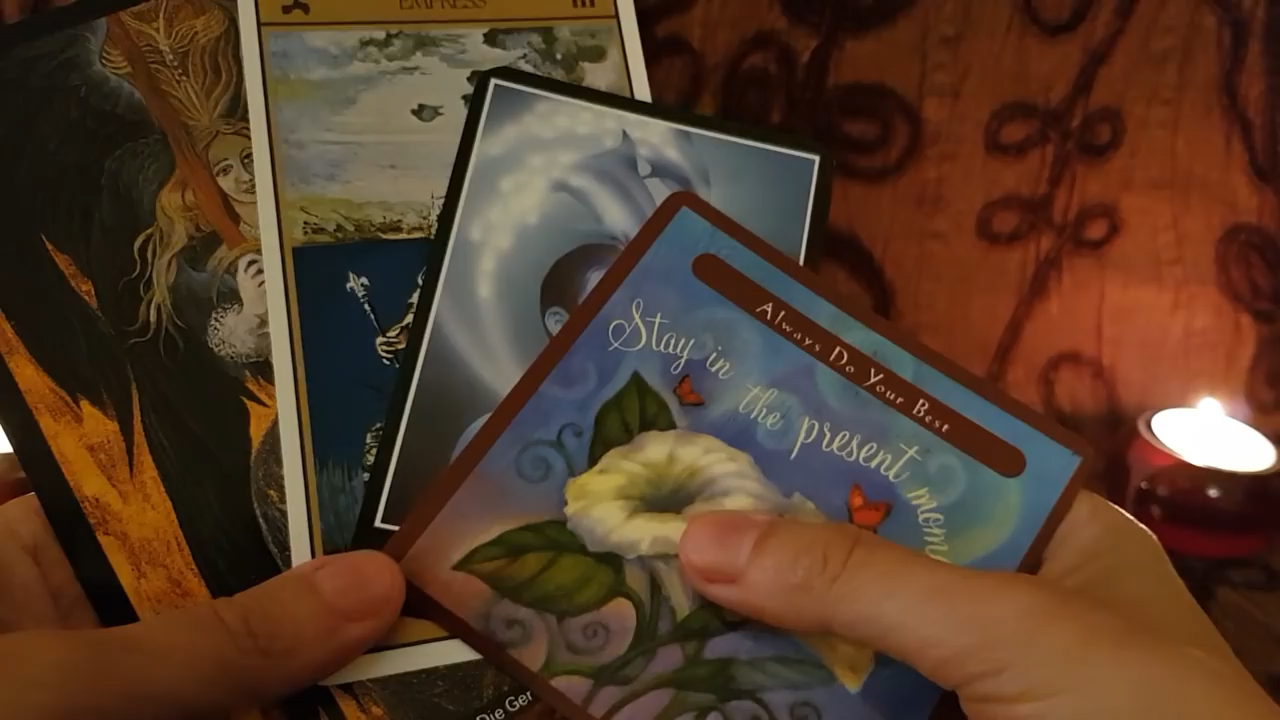 EMPRESS
III
Always Do Your Best
Stay in the present mom
Die Ger